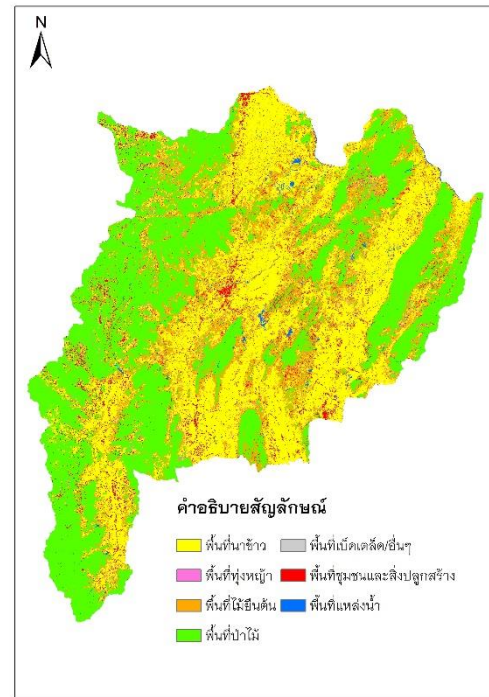 N
คำอธิบายสัญลักษณ์
พื้นที่นาข้าว พื้นที่เบ็ดเตล็ด/อื่นๆ
พื้นที่ทุ่งหญ้า พื้นที่ชุมชนและสิ่งปลูกสร้าง
พื้นที่ไม้ยืนต้น พื้นที่แหล่งน้ำ
พื้นที่ป่าไม้